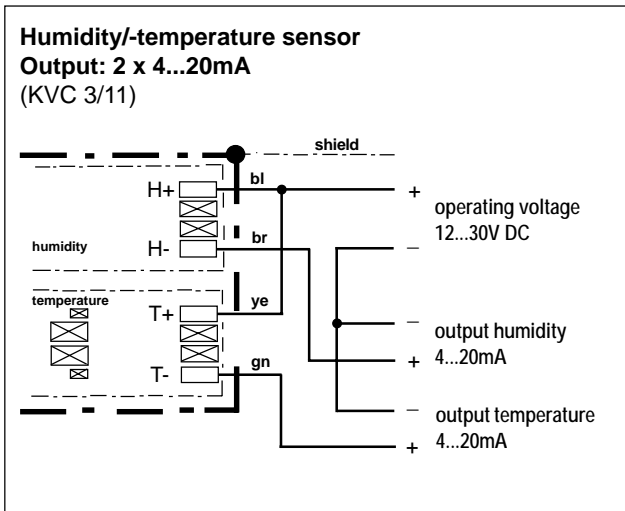 Humidity/-temperature sensor
Output: 2 x 4...20mA
(KVC 3/11)
shield
bl
H+
+
operating voltage
12...30V DC
br
humidity
H-
–
temperature
T+
ye
–
output humidity
4...20mA
+
gn
T-
–
output temperature
4...20mA
+